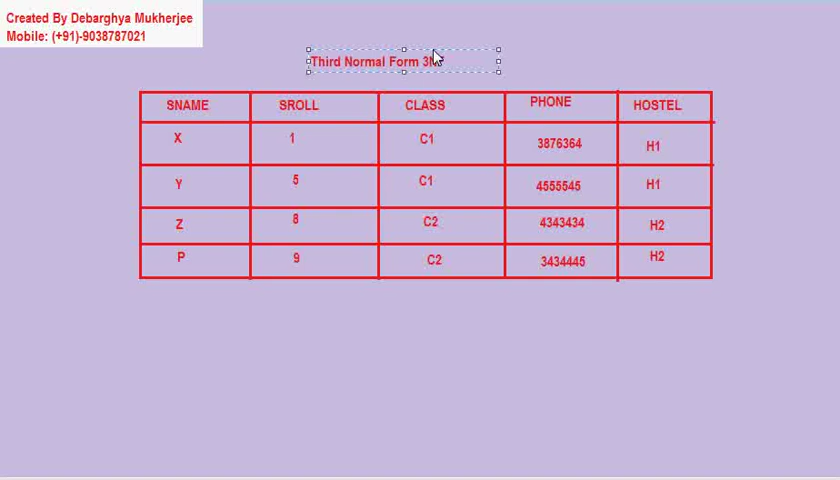 Created By Debarghya Mukherjee
Mobile: (+91)-9038787021
Third Normal Form
SNAME SROLL CLASS PHONE HOSTEL
X 1 C1 3876364 H1
Y 5 C1 4555545 H1
Z 8 C2 4343434 H2
P 9 C2 3434445 H2